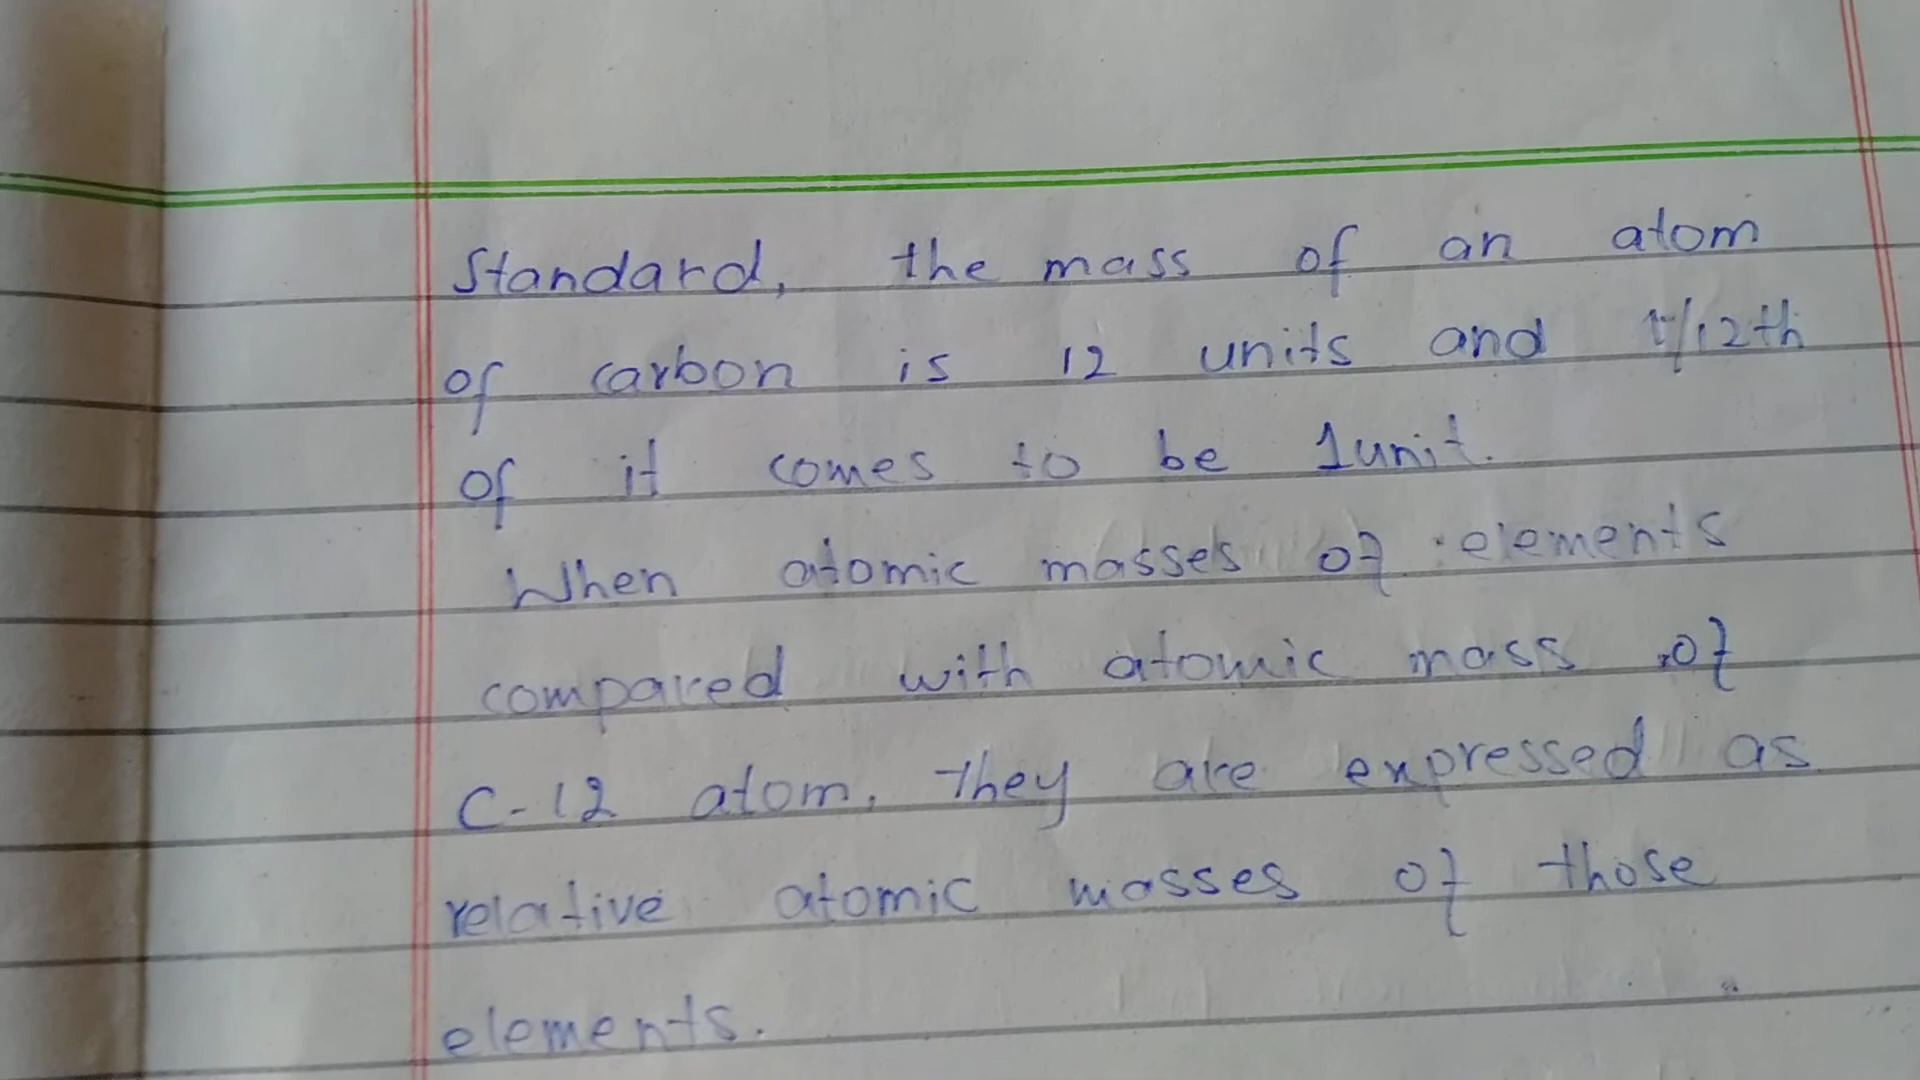 Standard, the mass of an atom
of carbon is 12 units and 1/12th
of it comes to be 1unit.
When atomic masses of elements
compared with atomic mass of
C-12 atom, they are expressed as
relative atomic masses of those
elements.